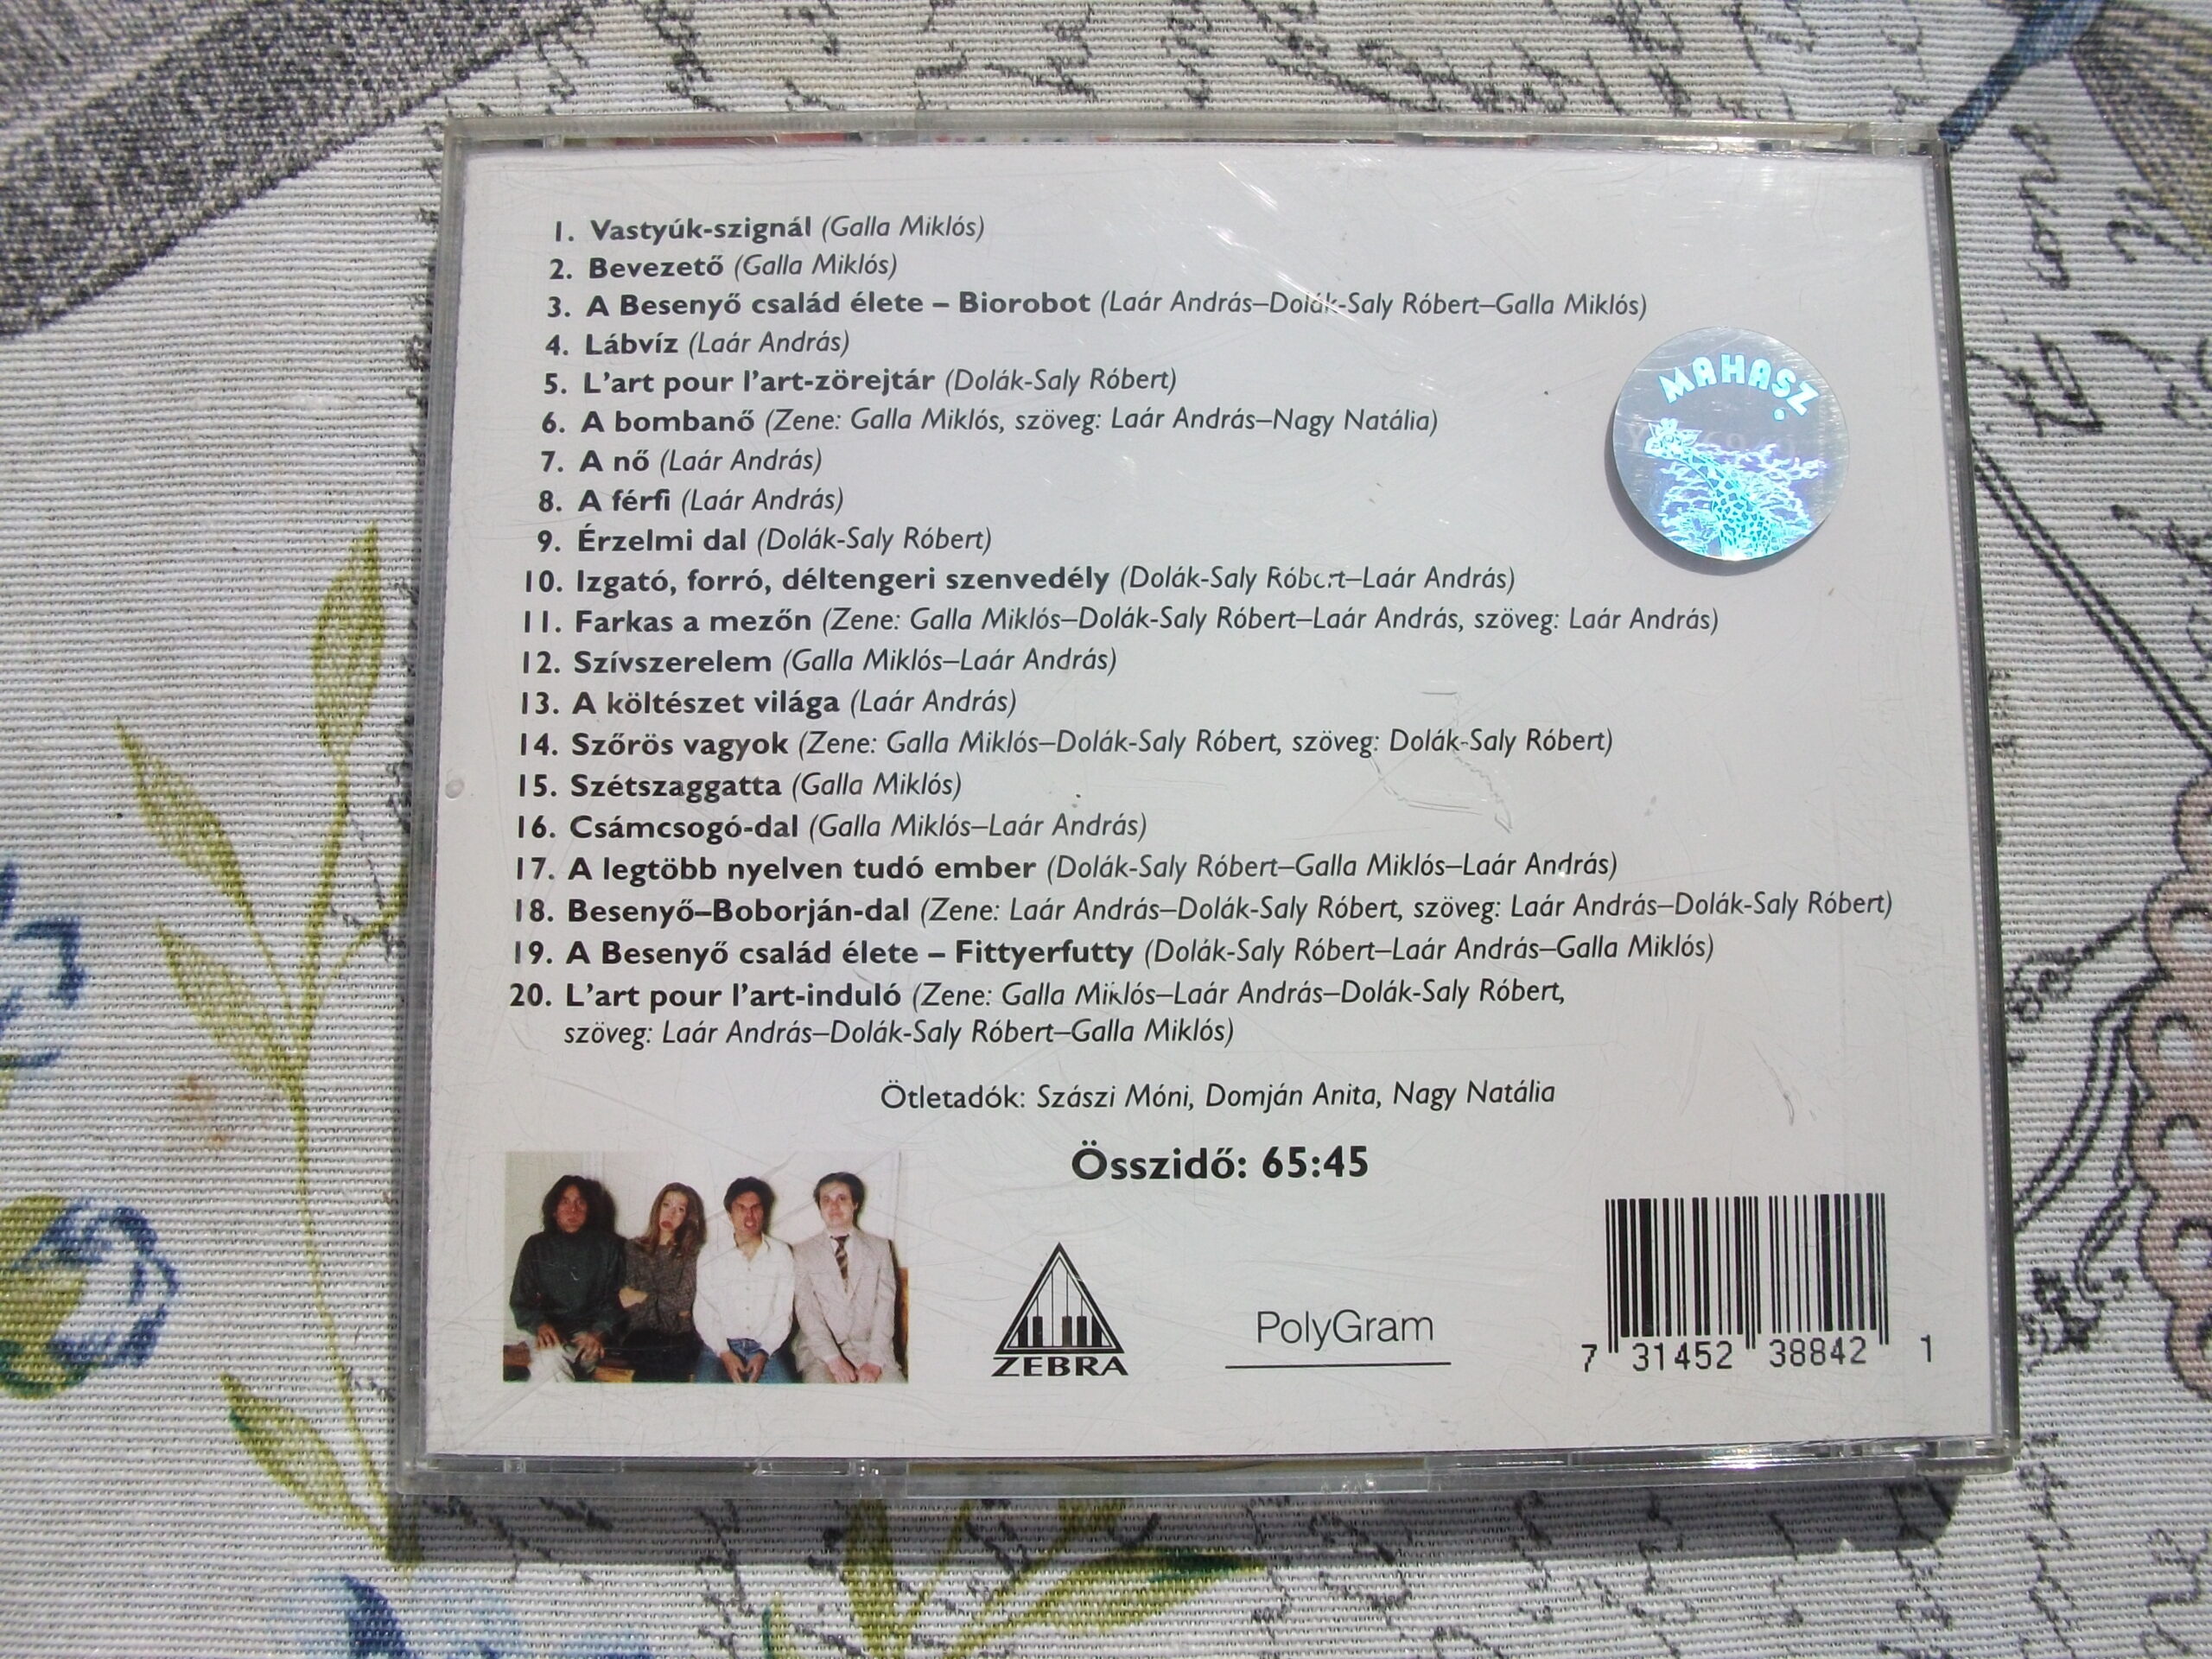 1. Vastyúk-szignál (Galla Miklós)
2. Bevezető (Galla Miklós)
3. A Besenyő család élete – Biorobot (Laár András–Dolák-Saly Róbert–Galla Miklós)
4. Lábvíz (Laár András)
5. L'art pour l'art-zörejtár (Dolák-Saly Róbert)
6. A bombanő (Zene: Galla Miklós, szöveg: Laár András–Nagy Natália)
7. A nő (Laár András)
8. A férfi (Laár András)
9. Érzelmi dal (Dolák-Saly Róbert)
10. Izgató, forró, déltengeri szenvedély (Dolák-Saly Róbert–Laár András)
11. Farkas a mezőn (Zene: Galla Miklós–Dolák-Saly Róbert–Laár András, szöveg: Laár András)
12. Szívszerelem (Galla Miklós–Laár András)
13. A költészet világa (Laár András)
14. Szőrös vagyok (Zene: Galla Miklós–Dolák-Saly Róbert, szöveg: Dolák-Saly Róbert)
15. Szétszaggatta (Galla Miklós)
16. Csámcsogó-dal (Galla Miklós–Laár András)
17. A legtöbb nyelven tudó ember (Dolák-Saly Róbert–Galla Miklós–Laár András)
18. Besenyő–Boborján-dal (Zene: Laár András–Dolák-Saly Róbert, szöveg: Laár András–Dolák-Saly Róbert)
19. A Besenyő család élete – Fittyerfutty (Dolák-Saly Róbert–Laár András–Galla Miklós)
20. L'art pour l'art-induló (Zene: Galla Miklós–Laár András–Dolák-Saly Róbert,
szöveg: Laár András–Dolák-Saly Róbert–Galla Miklós)
MAHASZ
Ötletadók: Szászi Móni, Domján Anita, Nagy Natália
Összidő: 65:45
ZEBRA
PolyGram
7 31452 38842 1